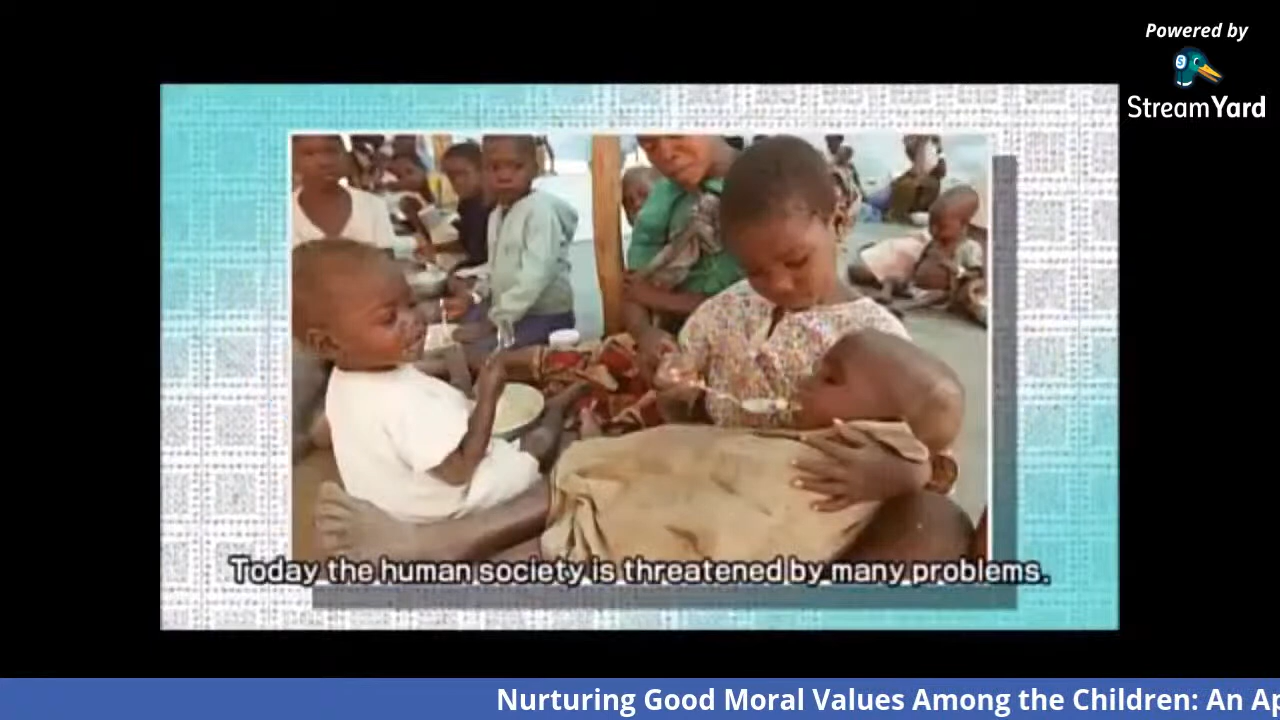 Powered by
StreamYard
Today the human society is threatened by many problems.
Nurturing Good Moral Values Among the Children: An